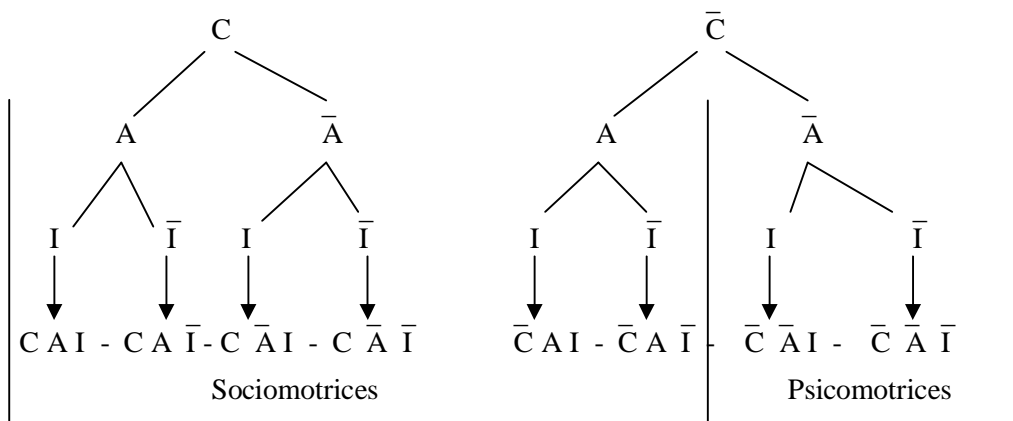 C C̅
A A̅ A A̅
I I̅ I I̅ I I̅ I I̅
C A I - C A I̅ - C A̅ I - C A̅ I̅ C̅ A I - C̅ A I̅ - C̅ A̅ I - C̅ A̅ I̅
Sociomotrices Psicomotrices